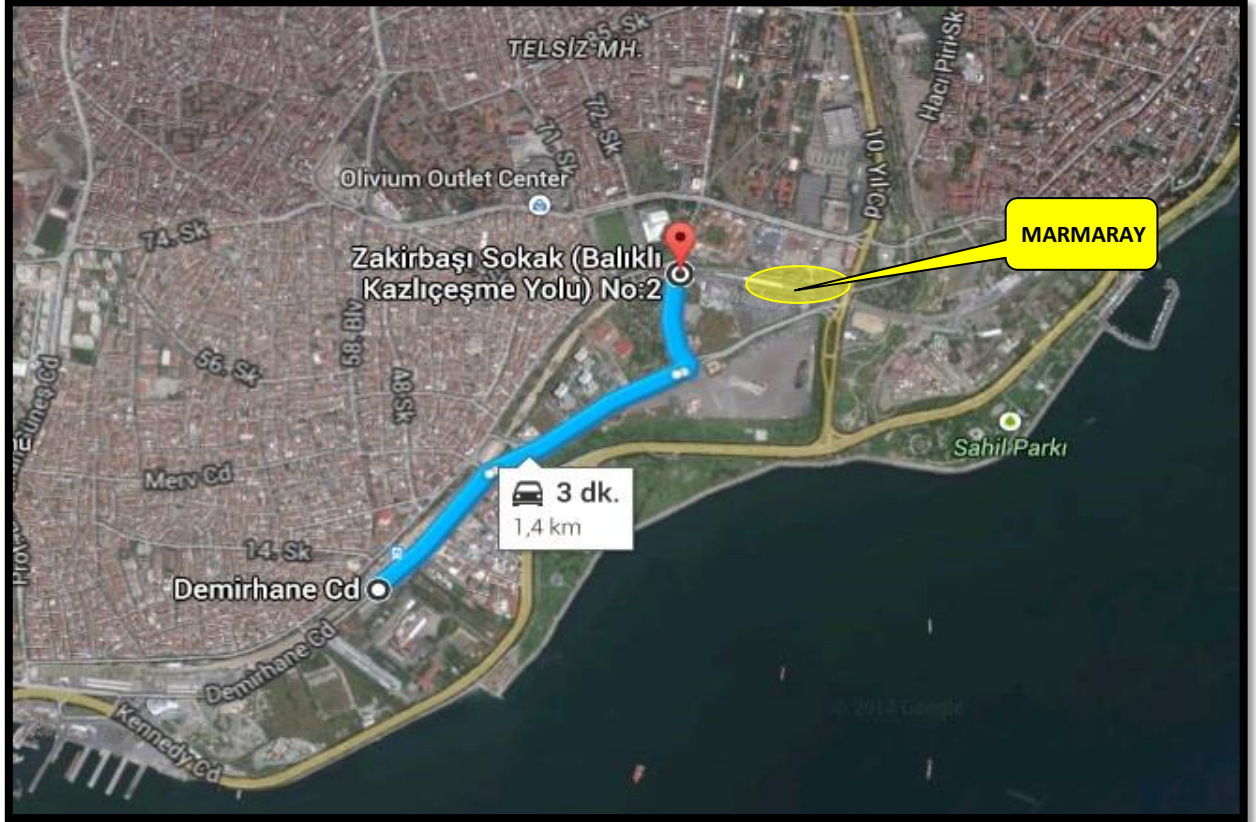 85. Sk
TELSİZ MH.
Hacı Piri Sk
72. Sk
71. Sk
10. Yıl Cd
Olivium Outlet Center
MARMARAY
74. Sk
Zakirbaşı Sokak (Balıklı
Kazlıçeşme Yolu) No:2
56. Sk
58. Blv
48 Sk
Sahil Parkı
Merv Cd
3 dk.
1,4 km
14. Sk
Demirhane Cd
Demirhane Cd
Kennedy Cd
© 2013 Google